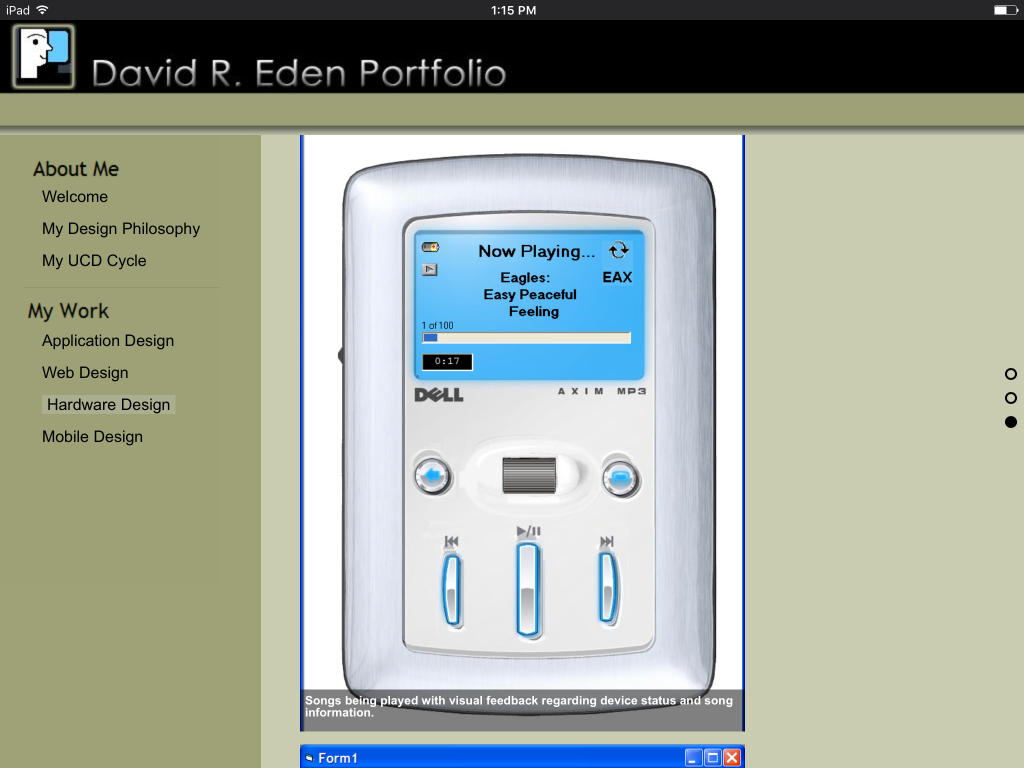 iPad
1:15 PM
David R. Eden Portfolio
About Me
Welcome
My Design Philosophy
My UCD Cycle
My Work
Application Design
Web Design
Hardware Design
Mobile Design
Now Playing...
EAX
Eagles:
Easy Peaceful
Feeling
1 of 100
0:17
DELL
AXIM MP3
Songs being played with visual feedback regarding device status and song
information.
Form1